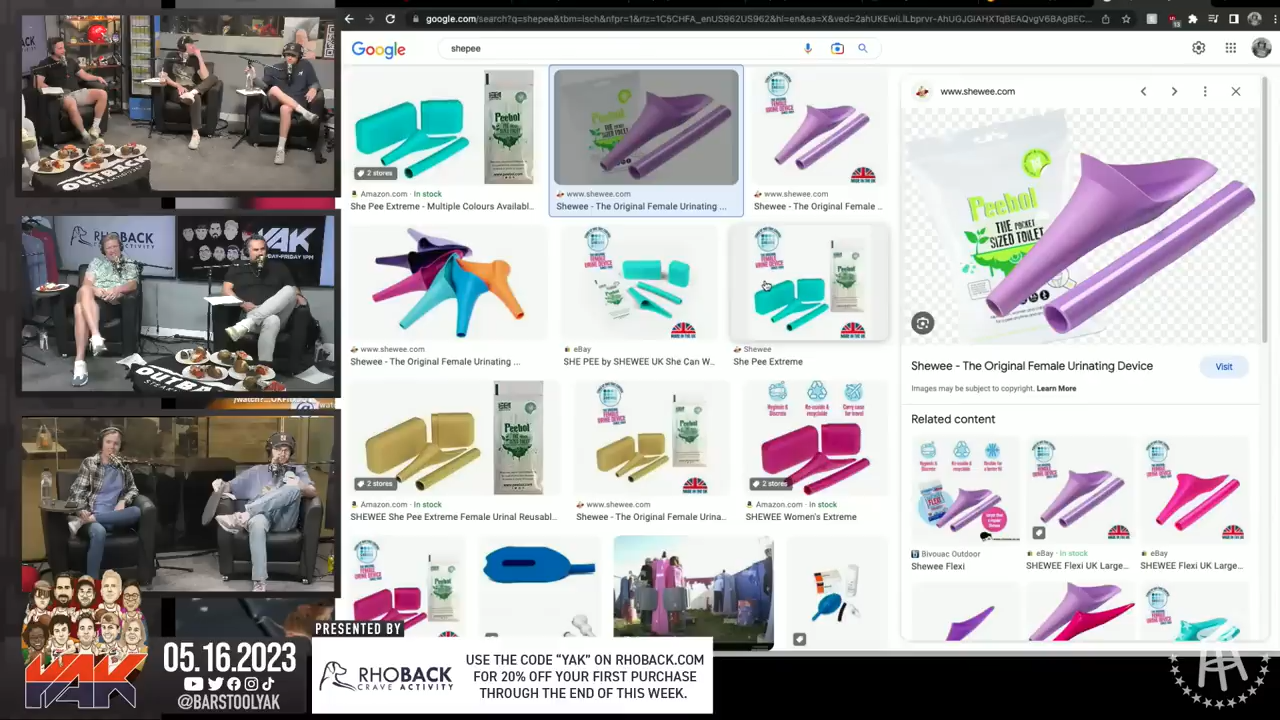 google.com/search?q=shepee&tbm=isch&nfpr=1&rlz=1C5CHFA_enUS962US962&hl=en&sa=X&ved=
Google
shepee
Amazon.com · In stock
2 stores
She Pee Extreme - Multiple Colours Availabl...
www.shewee.com
Shewee - The Original Female Urinating ...
www.shewee.com
Shewee - The Original Female ...
www.shewee.com
Shewee - The Original Female Urinating ...
eBay
SHE PEE by SHEWEE UK She Can W...
Shewee
She Pee Extreme
2 stores
Amazon.com · In stock
SHEWEE She Pee Extreme Female Urinal Reusabl...
www.shewee.com
Shewee - The Original Female Urina...
2 stores
Amazon.com · In stock
SHEWEE Women's Extreme
www.shewee.com
Peebol
THE POCKET
SIZED TOILET
Shewee - The Original Female Urinating Device
Visit
Images may be subject to copyright. Learn More
Related content
Bivouac Outdoor
Shewee Flexi
eBay · In stock
SHEWEE Flexi UK Large...
eBay
SHEWEE Flexi UK Large...
Peebol
RHOBACK
YAK
MONDAY-FRIDAY 1PM
OUTBACK
YAK
05.16.2023
@BARSTOOLYAK
PRESENTED BY
RHOBACK
CRAVE ACTIVITY
USE THE CODE "YAK" ON RHOBACK.COM
FOR 20% OFF YOUR FIRST PURCHASE
THROUGH THE END OF THIS WEEK.